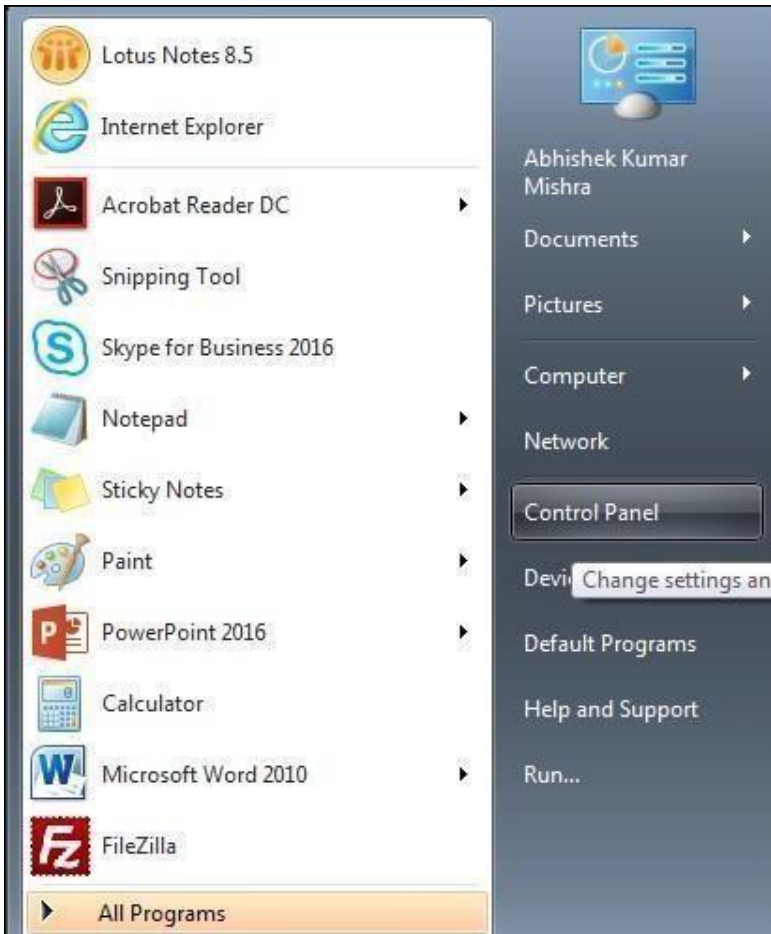 Lotus Notes 8.5
Internet Explorer
Acrobat Reader DC
Snipping Tool
Skype for Business 2016
Notepad
Sticky Notes
Paint
PowerPoint 2016
Calculator
Microsoft Word 2010
FileZilla
All Programs
Abhishek Kumar
Mishra
Documents
Pictures
Computer
Network
Control Panel
Devi Change settings an
Default Programs
Help and Support
Run...